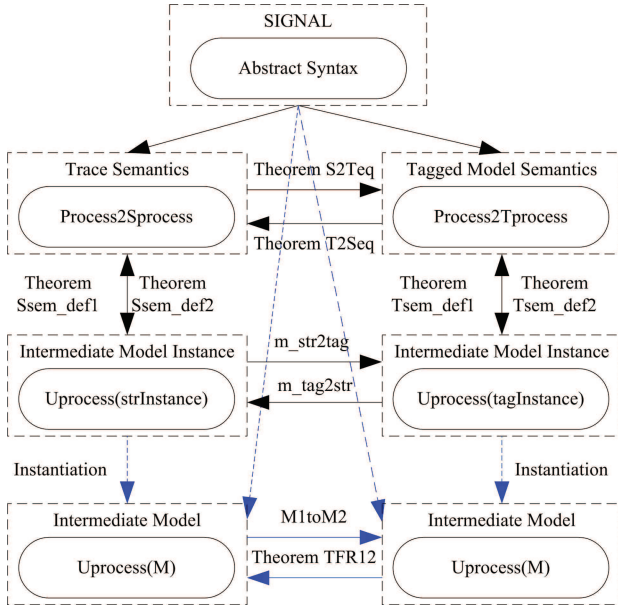 SIGNAL
Abstract Syntax
Trace Semantics
Theorem S2Teq
Tagged Model Semantics
Process2Sprocess
Process2Tprocess
Theorem T2Seq
Theorem
Ssem_def1
Theorem
Ssem_def2
Theorem
Tsem_def1
Theorem
Tsem_def2
Intermediate Model Instance
m_str2tag
Intermediate Model Instance
Uprocess(strInstance)
m_tag2str
Uprocess(tagInstance)
Instantiation
Instantiation
Intermediate Model
M1toM2
Intermediate Model
Uprocess(M)
Theorem TFR12
Uprocess(M)